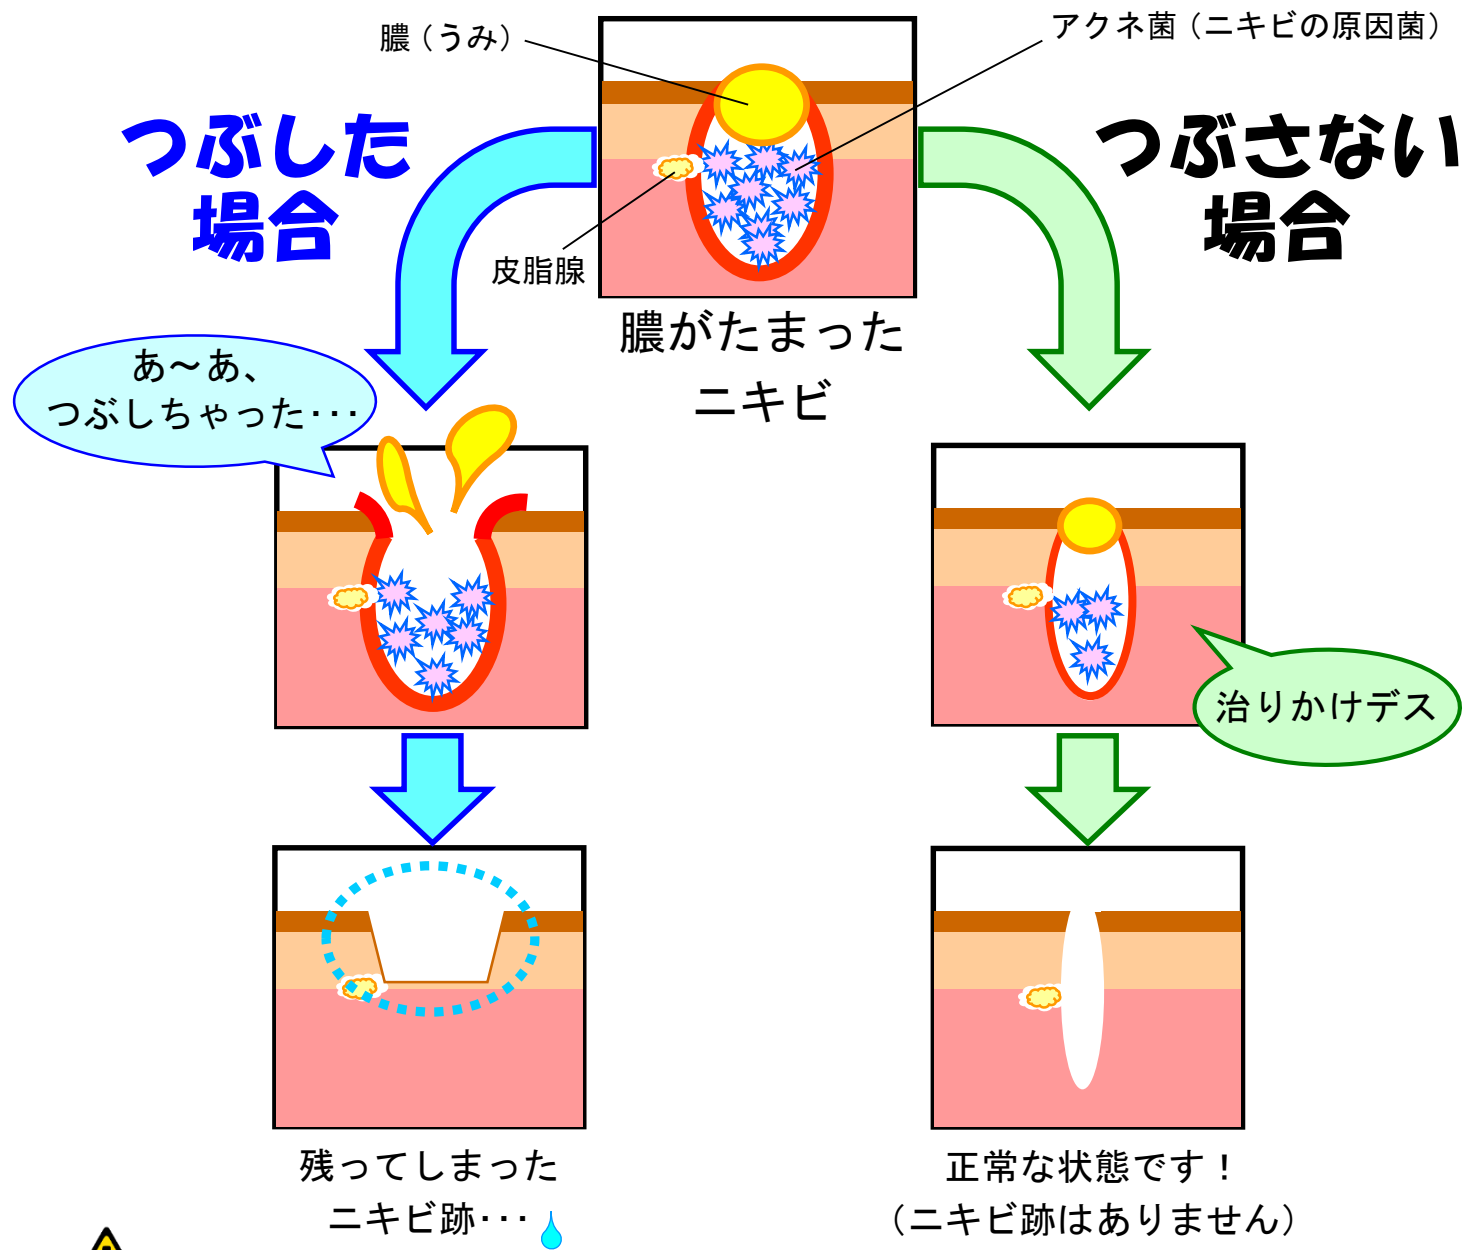 膿（うみ）
アクネ菌（ニキビの原因菌）
つぶした
場合
つぶさない
場合
皮脂腺
膿がたまった
ニキビ
あ～あ、
つぶしちゃった･･･
治りかけデス
残ってしまった
ニキビ跡･･･
正常な状態です！
（ニキビ跡はありません）